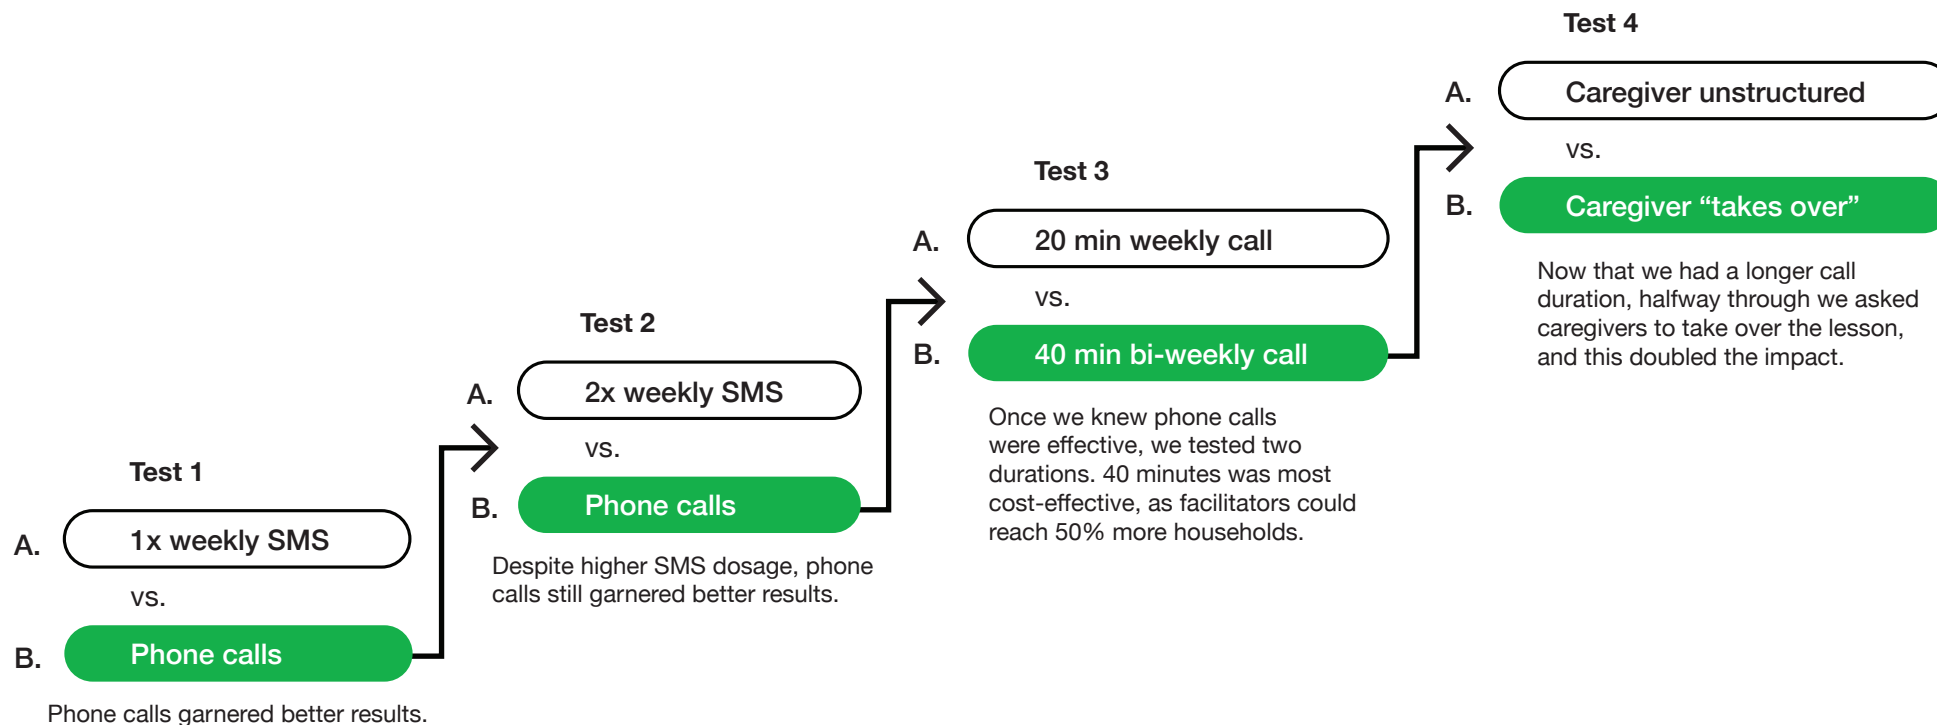 Test 1
A.
1x weekly SMS
vs.
B.
Phone calls
Phone calls garnered better results.
Test 2
A.
2x weekly SMS
vs.
B.
Phone calls
Despite higher SMS dosage, phone
calls still garnered better results.
Test 3
A.
20 min weekly call
vs.
B.
40 min bi-weekly call
Once we knew phone calls
were effective, we tested two
durations. 40 minutes was most
cost-effective, as facilitators could
reach 50% more households.
Test 4
A.
Caregiver unstructured
vs.
B.
Caregiver “takes over”
Now that we had a longer call
duration, halfway through we asked
caregivers to take over the lesson,
and this doubled the impact.